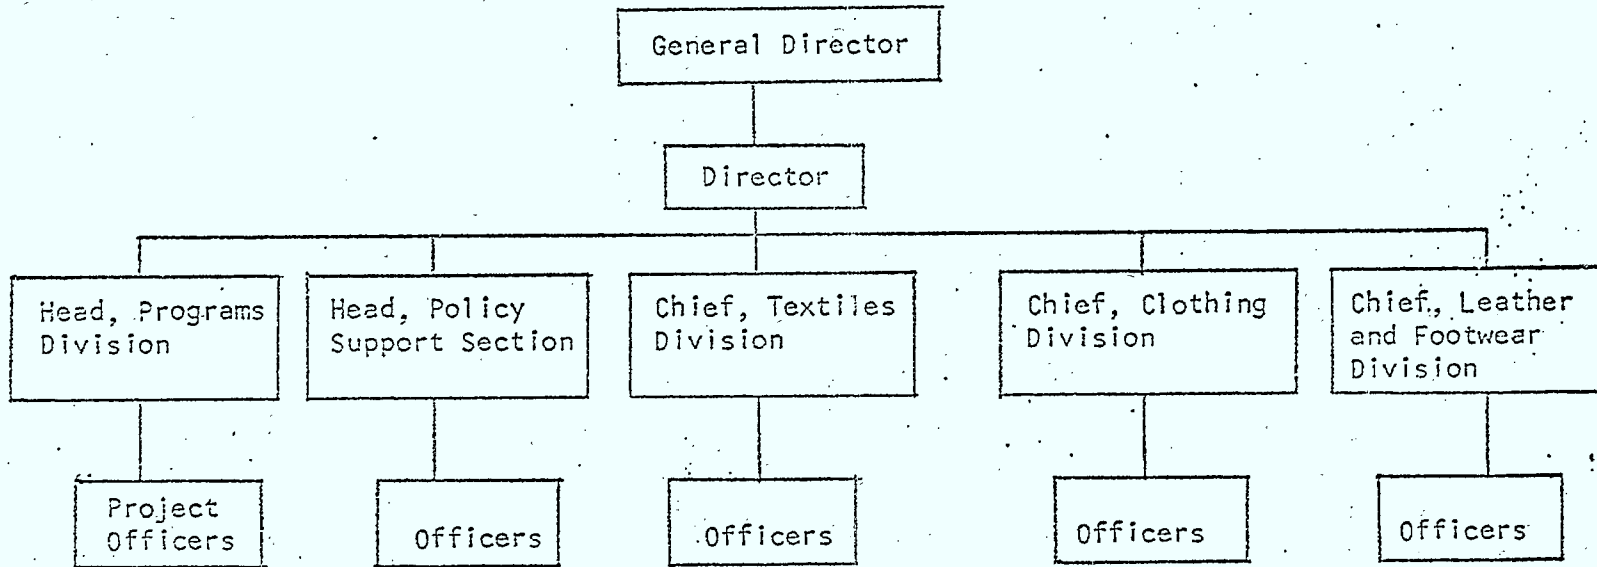 General Director
Director
Head, Programs
Division
Head, Policy
Support Section
Chief, Textiles
Division
Chief, Clothing
Division
Chief, Leather
and Footwear
Division
Project
Officers
Officers
Officers
Officers
Officers